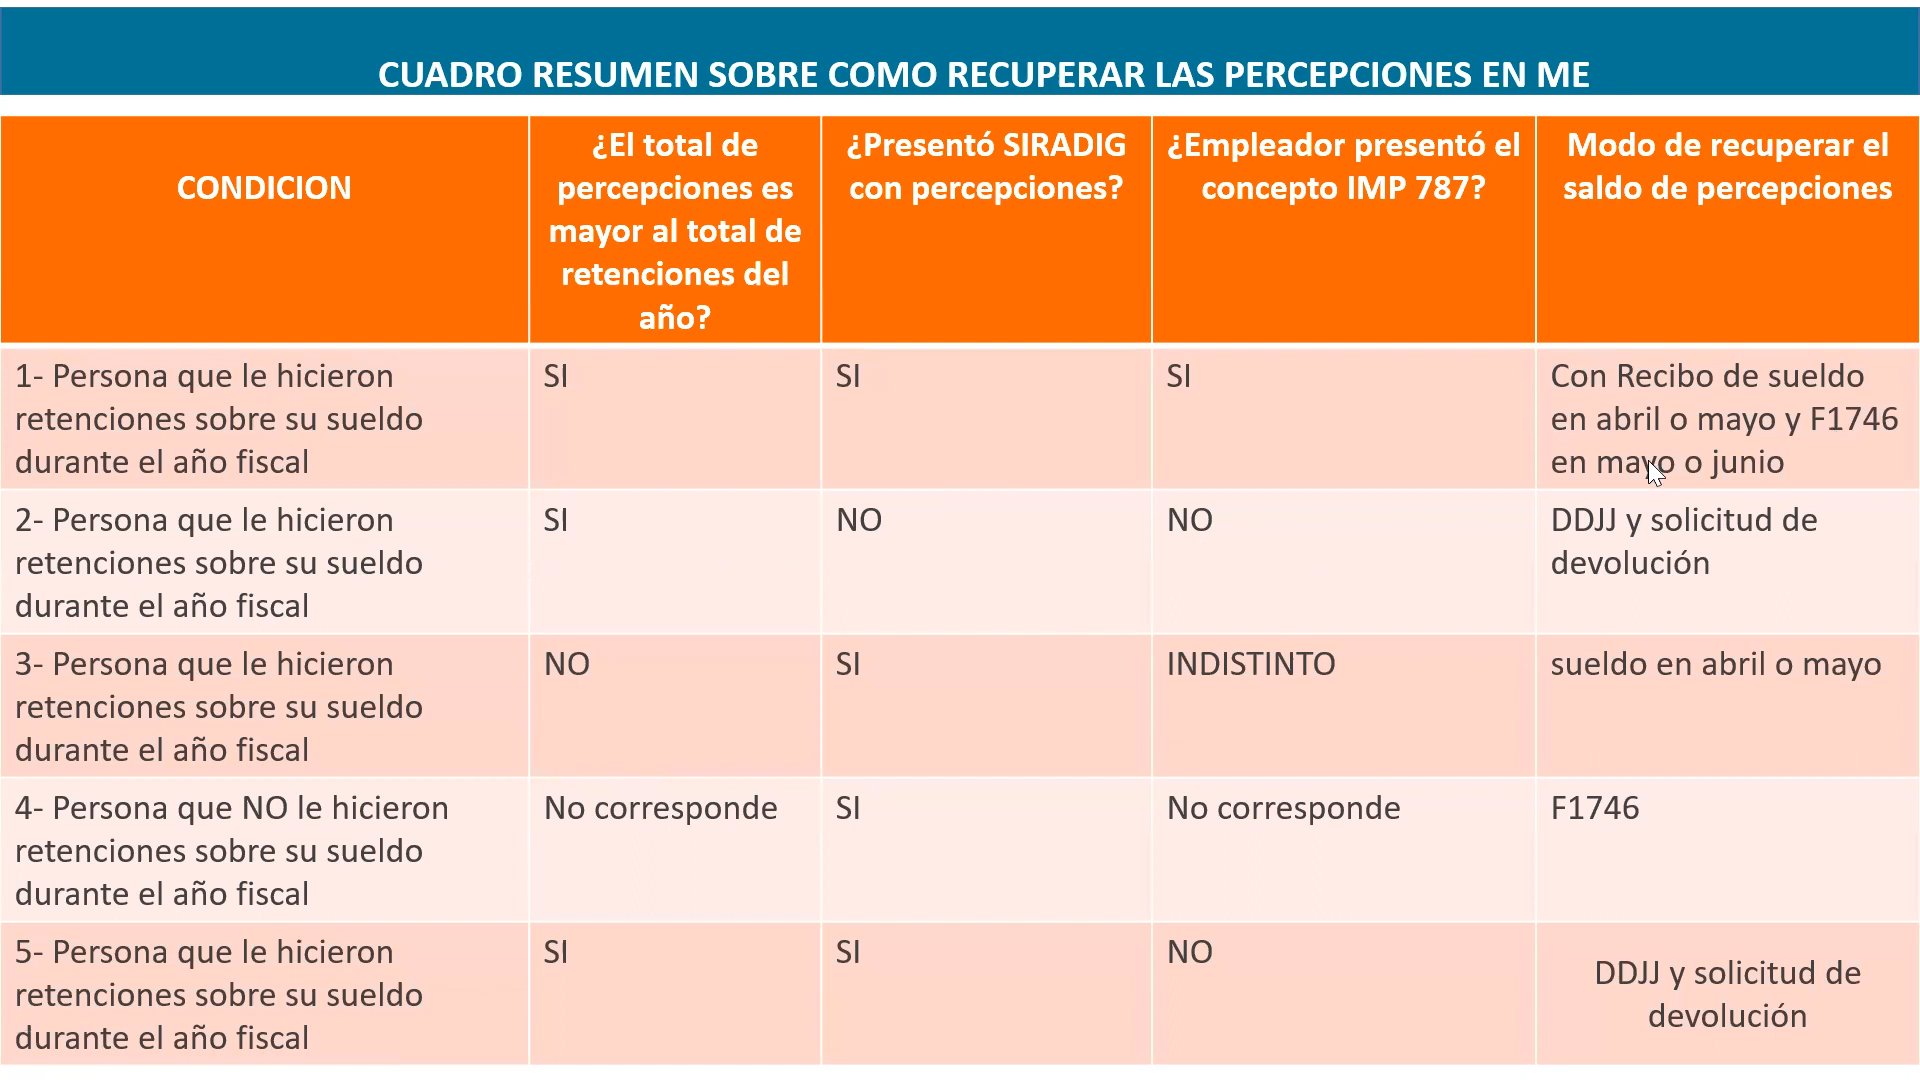 CUADRO RESUMEN SOBRE COMO RECUPERAR LAS PERCEPCIONES EN ME
CONDICION
¿El total de
percepciones es
mayor al total de
retenciones del
año?
¿Presentó SIRADIG
con percepciones?
¿Empleador presentó el
concepto IMP 787?
Modo de recuperar el
saldo de percepciones
1- Persona que le hicieron
retenciones sobre su sueldo
durante el año fiscal
SI
SI
SI
Con Recibo de sueldo
en abril o mayo y F1746
en mayo o junio
2- Persona que le hicieron
retenciones sobre su sueldo
durante el año fiscal
SI
NO
NO
DDJJ y solicitud de
devolución
3- Persona que le hicieron
retenciones sobre su sueldo
durante el año fiscal
NO
SI
INDISTINTO
sueldo en abril o mayo
4- Persona que NO le hicieron
retenciones sobre su sueldo
durante el año fiscal
No corresponde
SI
No corresponde
F1746
5- Persona que le hicieron
retenciones sobre su sueldo
durante el año fiscal
SI
SI
NO
DDJJ y solicitud de
devolución